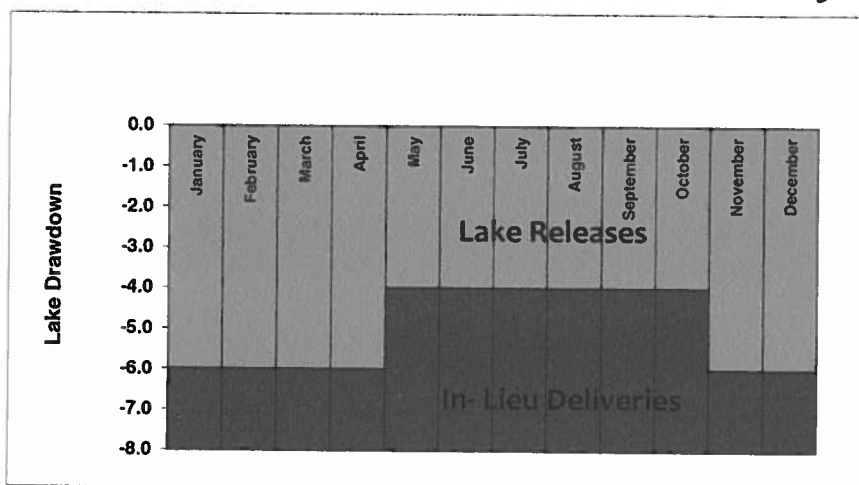 0.0
-1.0
-2.0
-3.0
-4.0
-5.0
-6.0
-7.0
-8.0
Lake Drawdown
January
February
March
April
May
June
July
August
September
October
November
December
Lake Releases
In- Lieu Deliveries